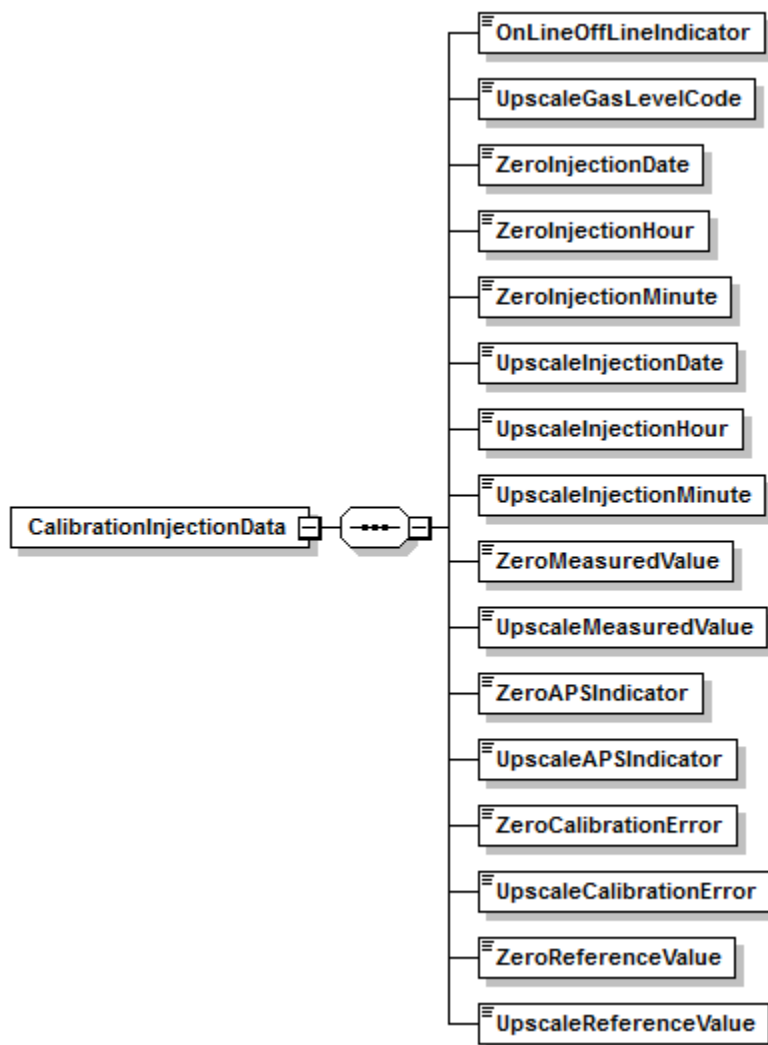 OnLineOffLineIndicator
UpscaleGasLevelCode
ZeroInjectionDate
ZeroInjectionHour
ZeroInjectionMinute
UpscaleInjectionDate
UpscaleInjectionHour
UpscaleInjectionMinute
CalibrationInjectionData
ZeroMeasuredValue
UpscaleMeasuredValue
ZeroAPSIndicator
UpscaleAPSIndicator
ZeroCalibrationError
UpscaleCalibrationError
ZeroReferenceValue
UpscaleReferenceValue